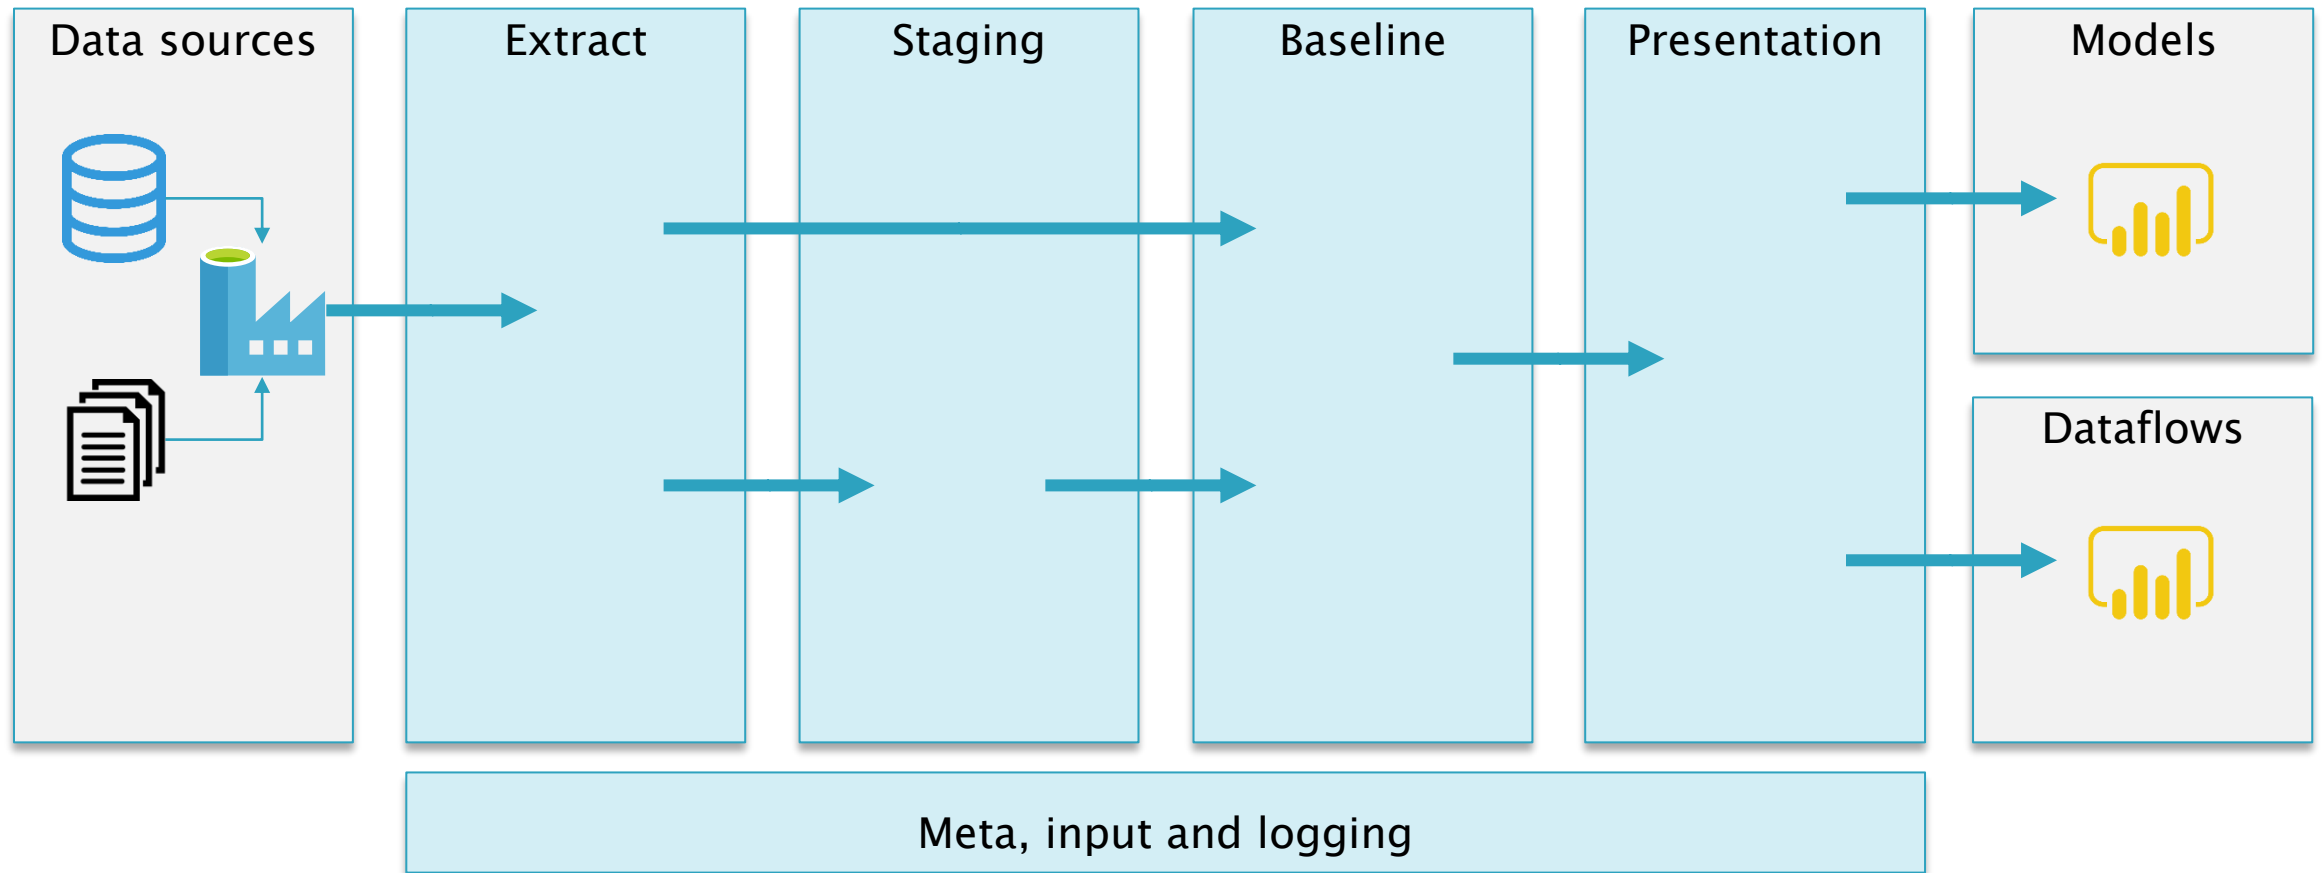 Data sources
Extract
Staging
Baseline
Presentation
Models
Dataflows
Meta, input and logging